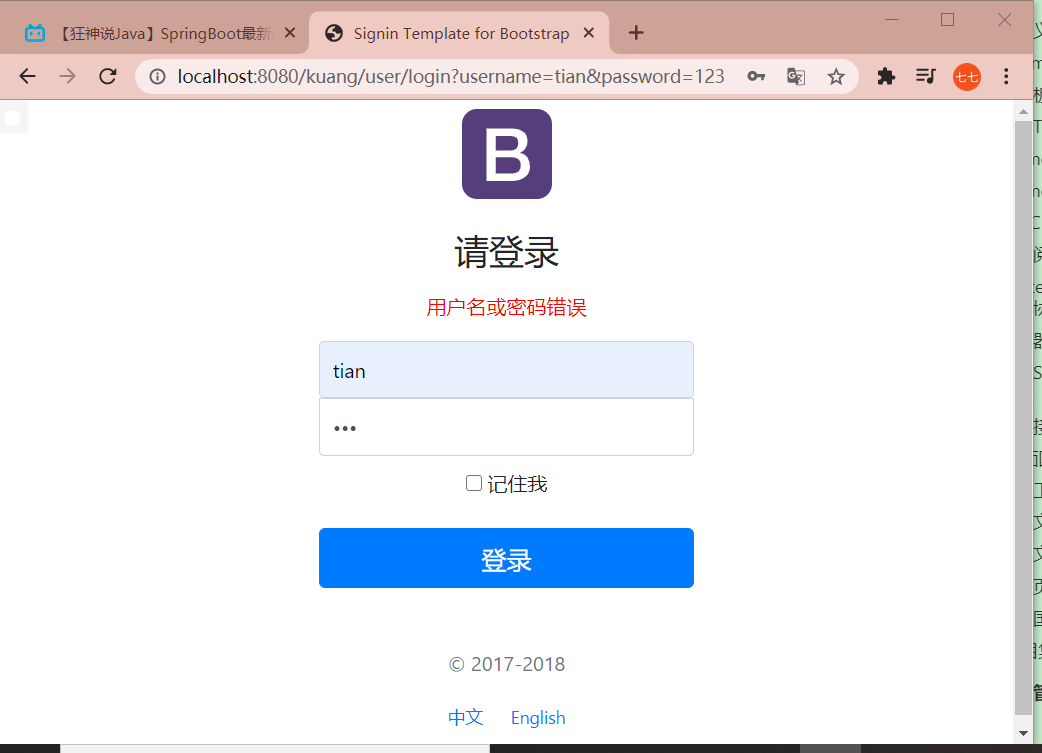 【狂神说Java】SpringBoot最新
Signin Template for Bootstrap
localhost:8080/kuang/user/login?username=tian&password=123
七七
B
请登录
用户名或密码错误
tian
•••
记住我
登录
© 2017-2018
中文 English